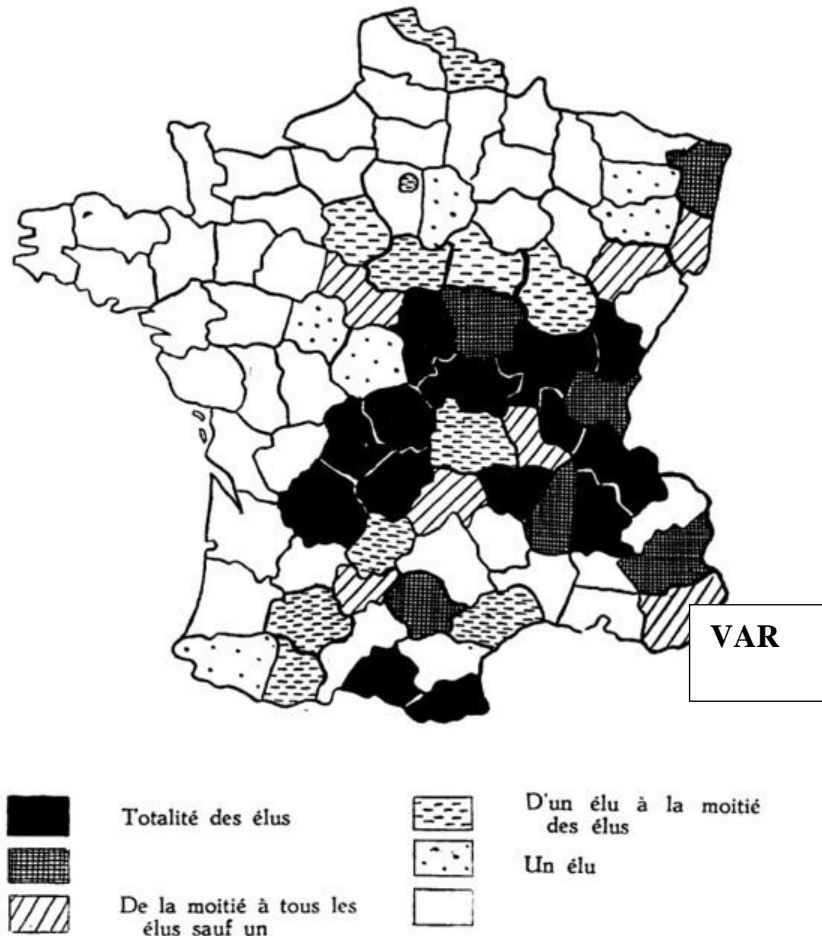 VAR
Totalité des élus
De la moitié à tous les
élus sauf un
D'un élu à la moitié
des élus
Un élu